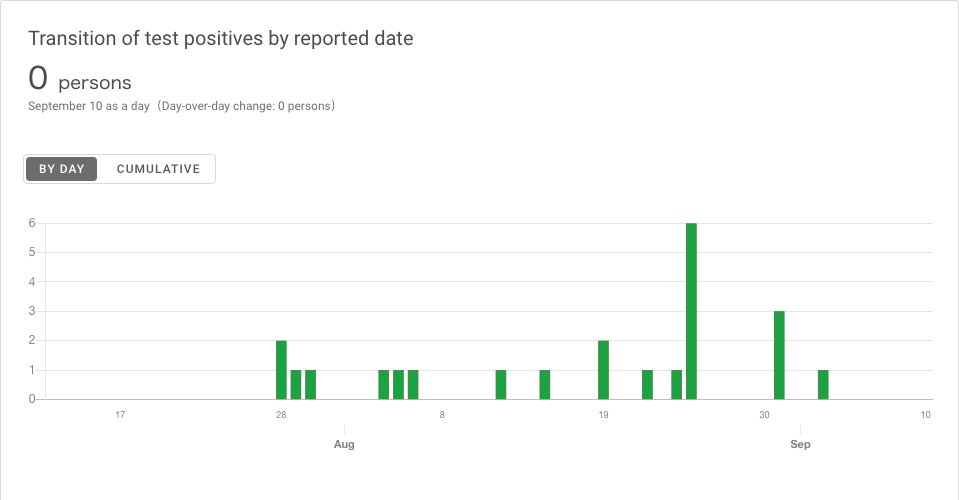 Transition of test positives by reported date
0 persons
September 10 as a day（Day-over-day change: 0 persons）
BY DAY CUMULATIVE
6
5
4
3
2
1
0
17 28 8 19 30 10
Aug Sep